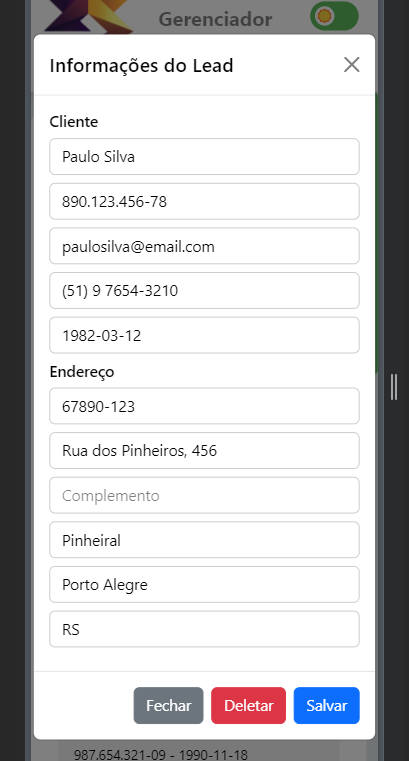 Gerenciador
Informações do Lead
Cliente
Paulo Silva
890.123.456-78
paulosilva@email.com
(51) 9 7654-3210
1982-03-12
Endereço
67890-123
Rua dos Pinheiros, 456
Complemento
Pinheiral
Porto Alegre
RS
Fechar Deletar Salvar
987.654.321-09 - 1990-11-18